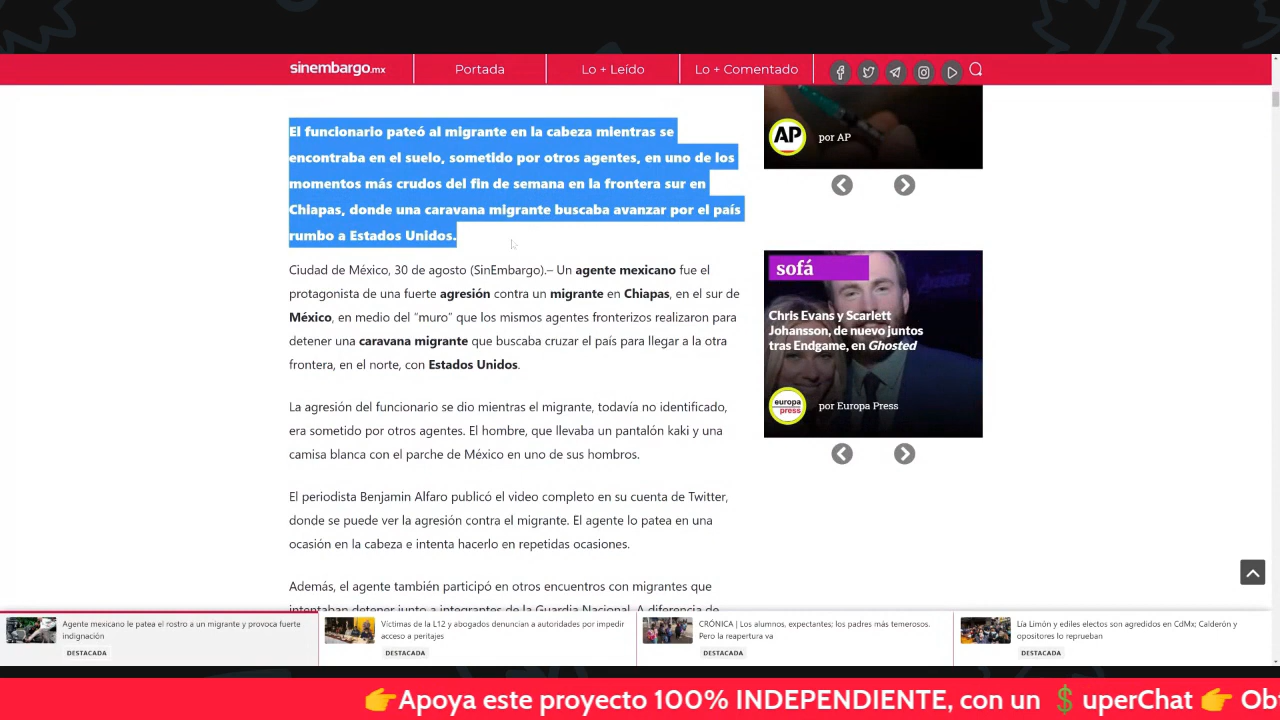 sinembargo.mx
Portada
Lo + Leído
Lo + Comentado
El funcionario pateó al migrante en la cabeza mientras se
encontraba en el suelo, sometido por otros agentes, en uno de los
momentos más crudos del fin de semana en la frontera sur en
Chiapas, donde una caravana migrante buscaba avanzar por el país
rumbo a Estados Unidos.
Ciudad de México, 30 de agosto (SinEmbargo).– Un agente mexicano fue el
protagonista de una fuerte agresión contra un migrante en Chiapas, en el sur de
México, en medio del “muro” que los mismos agentes fronterizos realizaron para
detener una caravana migrante que buscaba cruzar el país para llegar a la otra
frontera, en el norte, con Estados Unidos.
La agresión del funcionario se dio mientras el migrante, todavía no identificado,
era sometido por otros agentes. El hombre, que llevaba un pantalón kaki y una
camisa blanca con el parche de México en uno de sus hombros.
El periodista Benjamin Alfaro publicó el video completo en su cuenta de Twitter,
donde se puede ver la agresión contra el migrante. El agente lo patea en una
ocasión en la cabeza e intenta hacerlo en repetidas ocasiones.
Además, el agente también participó en otros encuentros con migrantes que
intentaban detener junto a integrantes de la Guardia Nacional. A diferencia de
AP
por AP
sofá
Chris Evans y Scarlett
Johansson, de nuevo juntos
tras Endgame, en Ghosted
europa
press
por Europa Press
Agente mexicano le patea el rostro a un migrante y provoca fuerte
indignación
DESTACADA
Víctimas de la L12 y abogados denuncian a autoridades por impedir
acceso a peritajes
DESTACADA
CRÓNICA | Los alumnos, expectantes; los padres más temerosos.
Pero la reapertura va
DESTACADA
Lía Limón y ediles electos son agredidos en CdMx; Calderón y
opositores lo reprueban
DESTACADA
👉Apoya este proyecto 100% INDEPENDIENTE, con un 💲uperChat 👉 Ob